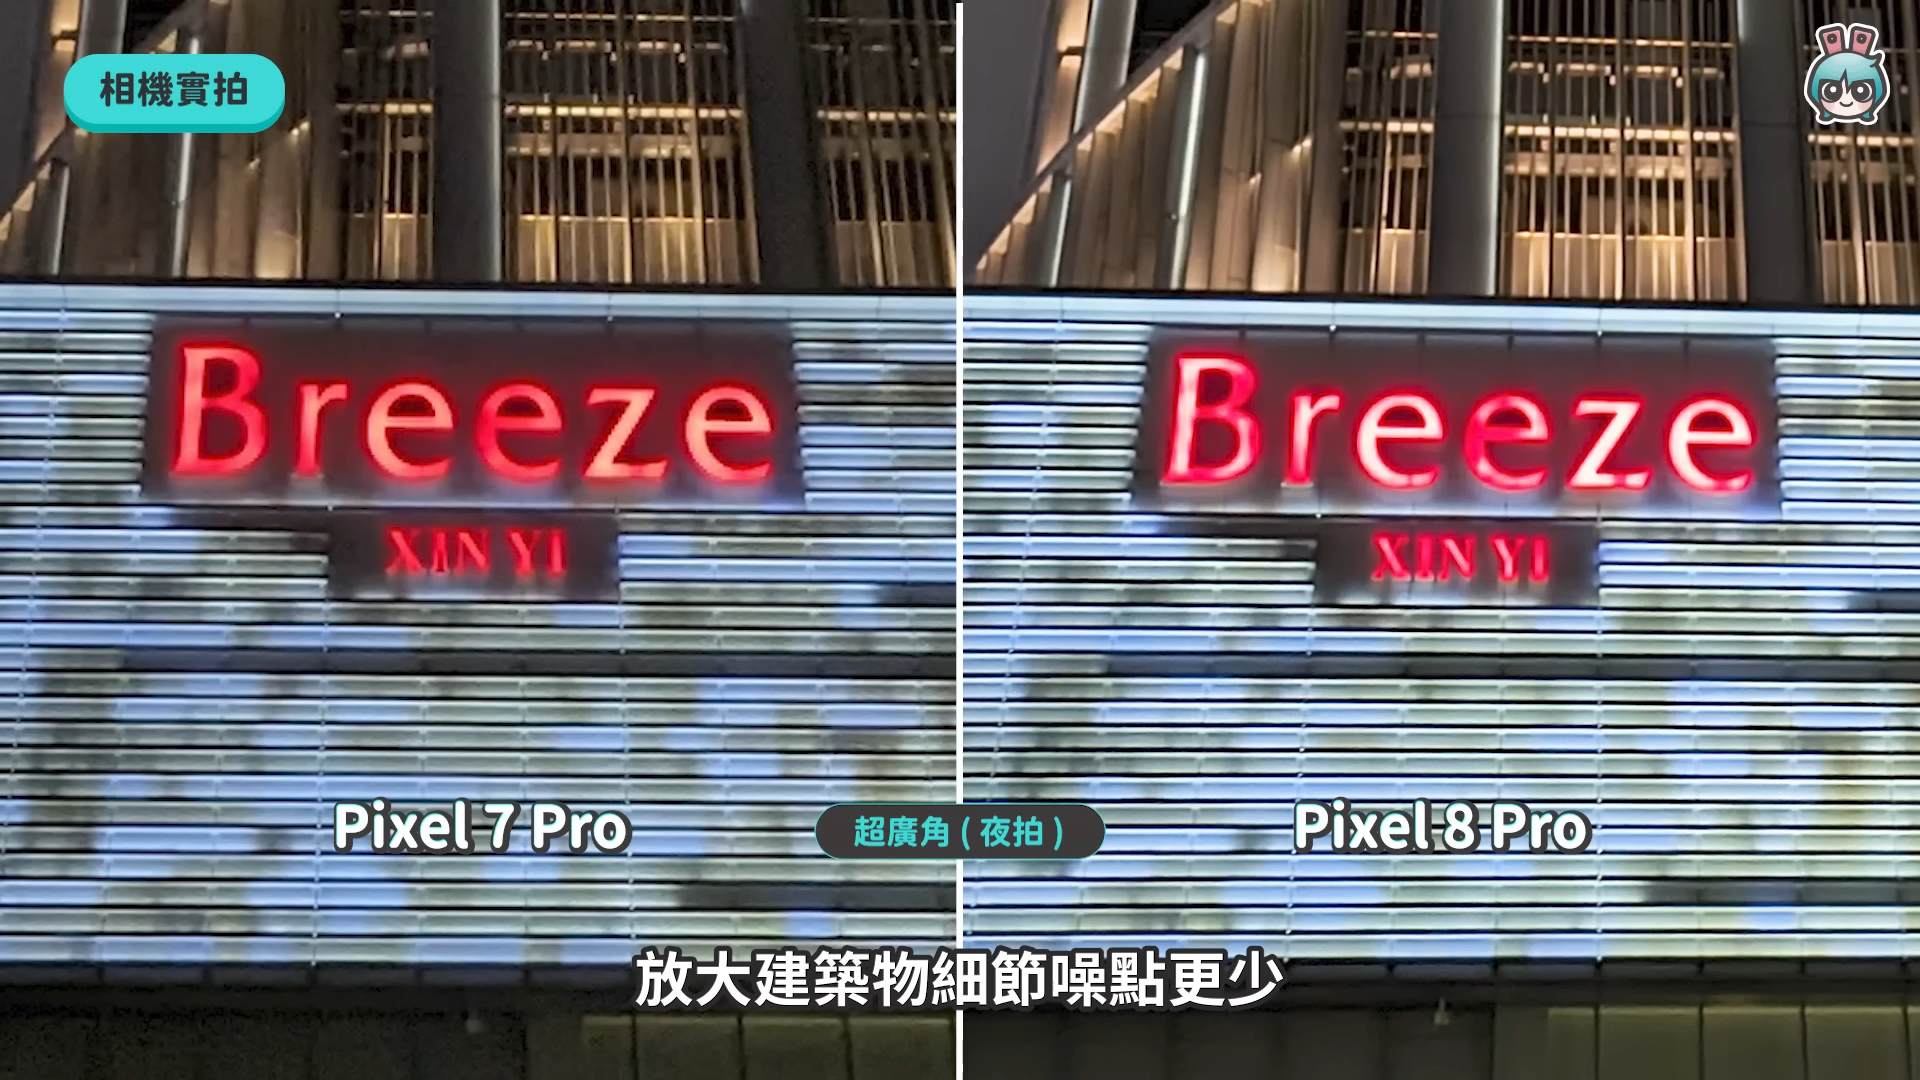 相機實拍
Breeze
XIN YI
Breeze
XIN YI
Pixel 7 Pro
超廣角 ( 夜拍 )
Pixel 8 Pro
放大建築物細節噪點更少